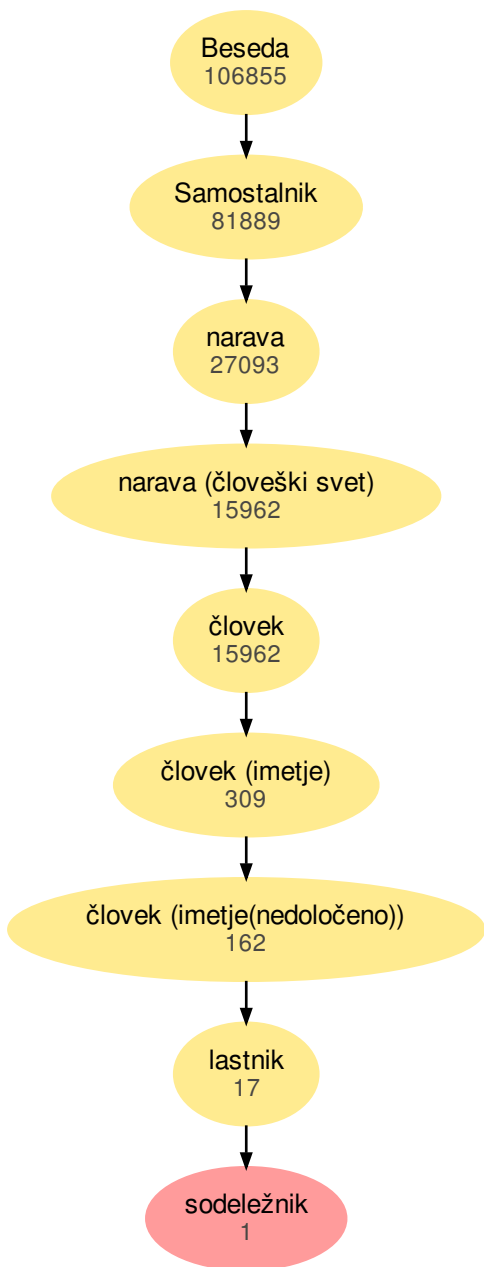 Beseda
106855
Samostalnik
81889
narava
27093
narava (človeški svet)
15962
človek
15962
človek (imetje)
309
človek (imetje(nedoločeno))
162
lastnik
17
sodeležnik
1